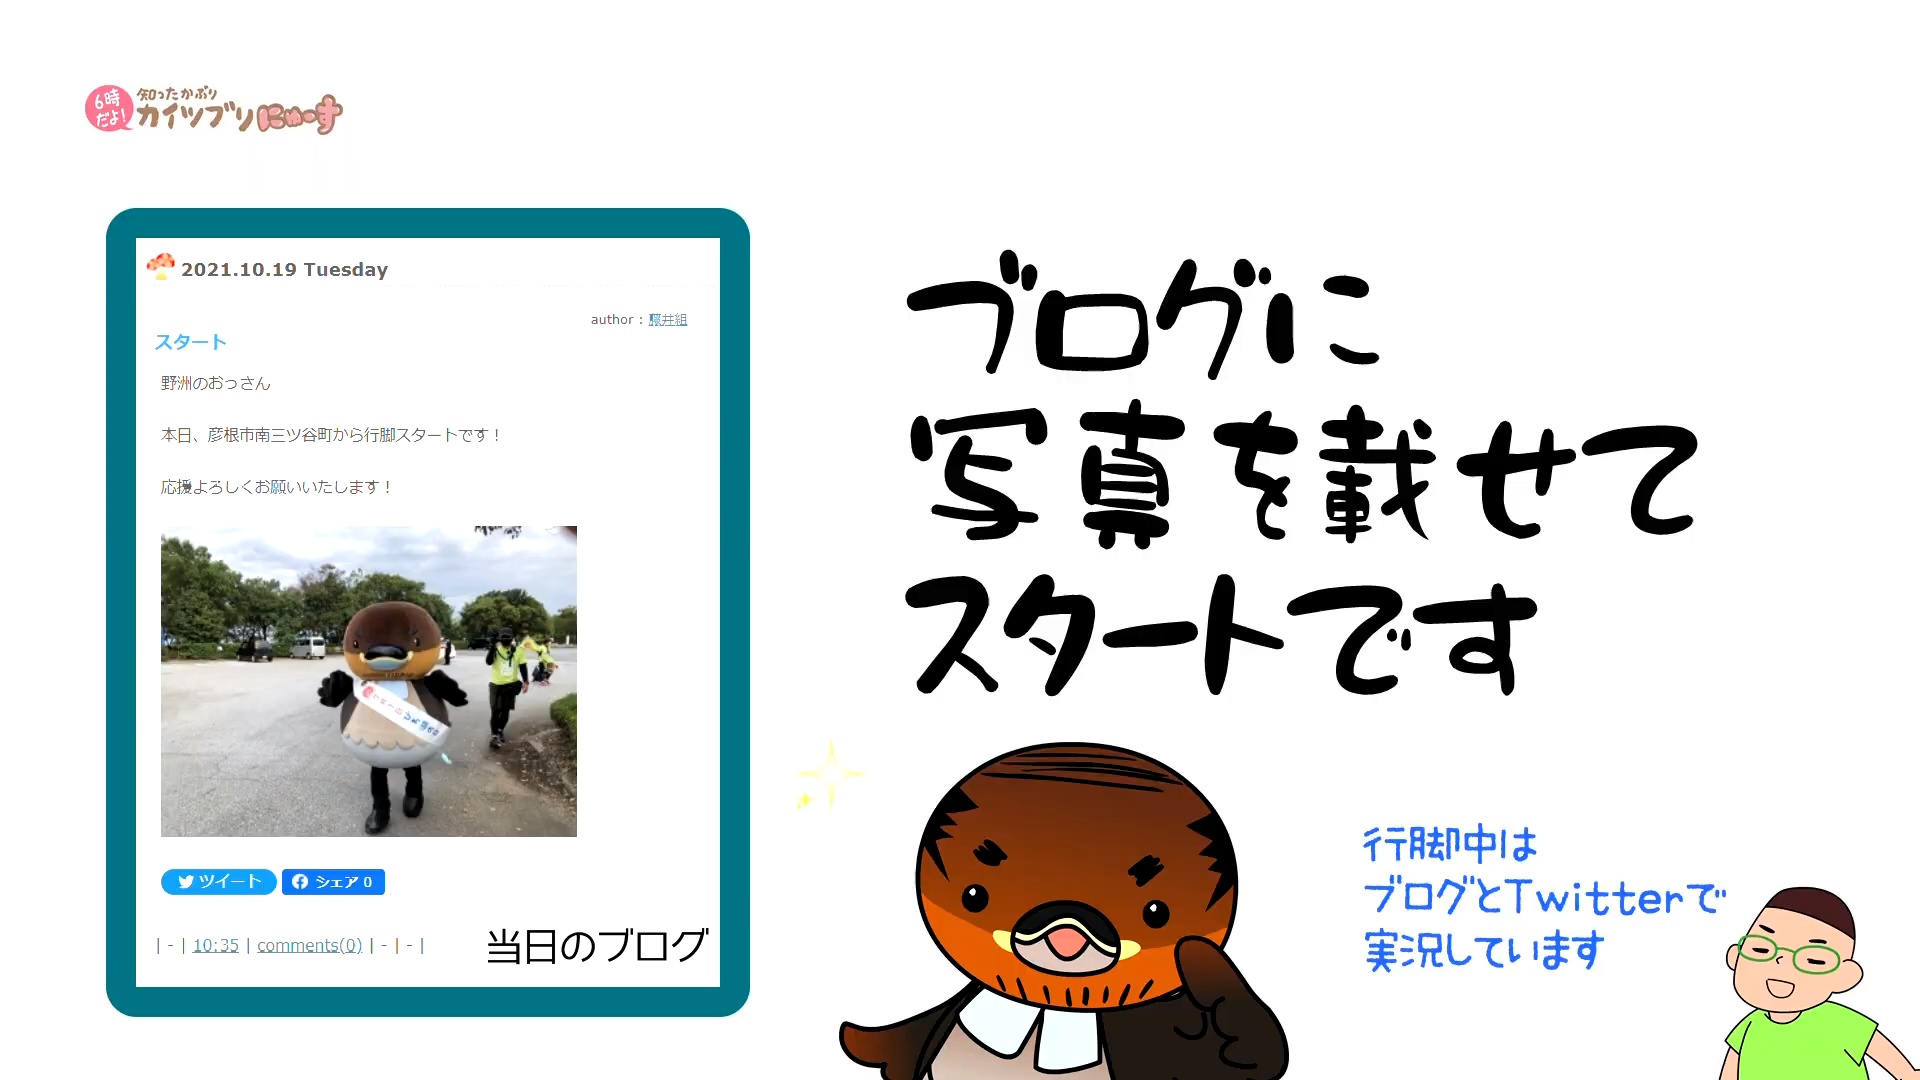 6時だよ!
知ったかぶり
カイツブリにゅーす
2021.10.19 Tuesday
author : 藤井組
スタート
野洲のおっさん
本日、彦根市南三ツ谷町から行脚スタートです！
応援よろしくお願いいたします！
ツイート シェア 0
| - | 10:35 | comments(0) | - | - |
当日のブログ
ブログに
写真を載せて
スタートです
行脚中は
ブログとTwitterで
実況しています